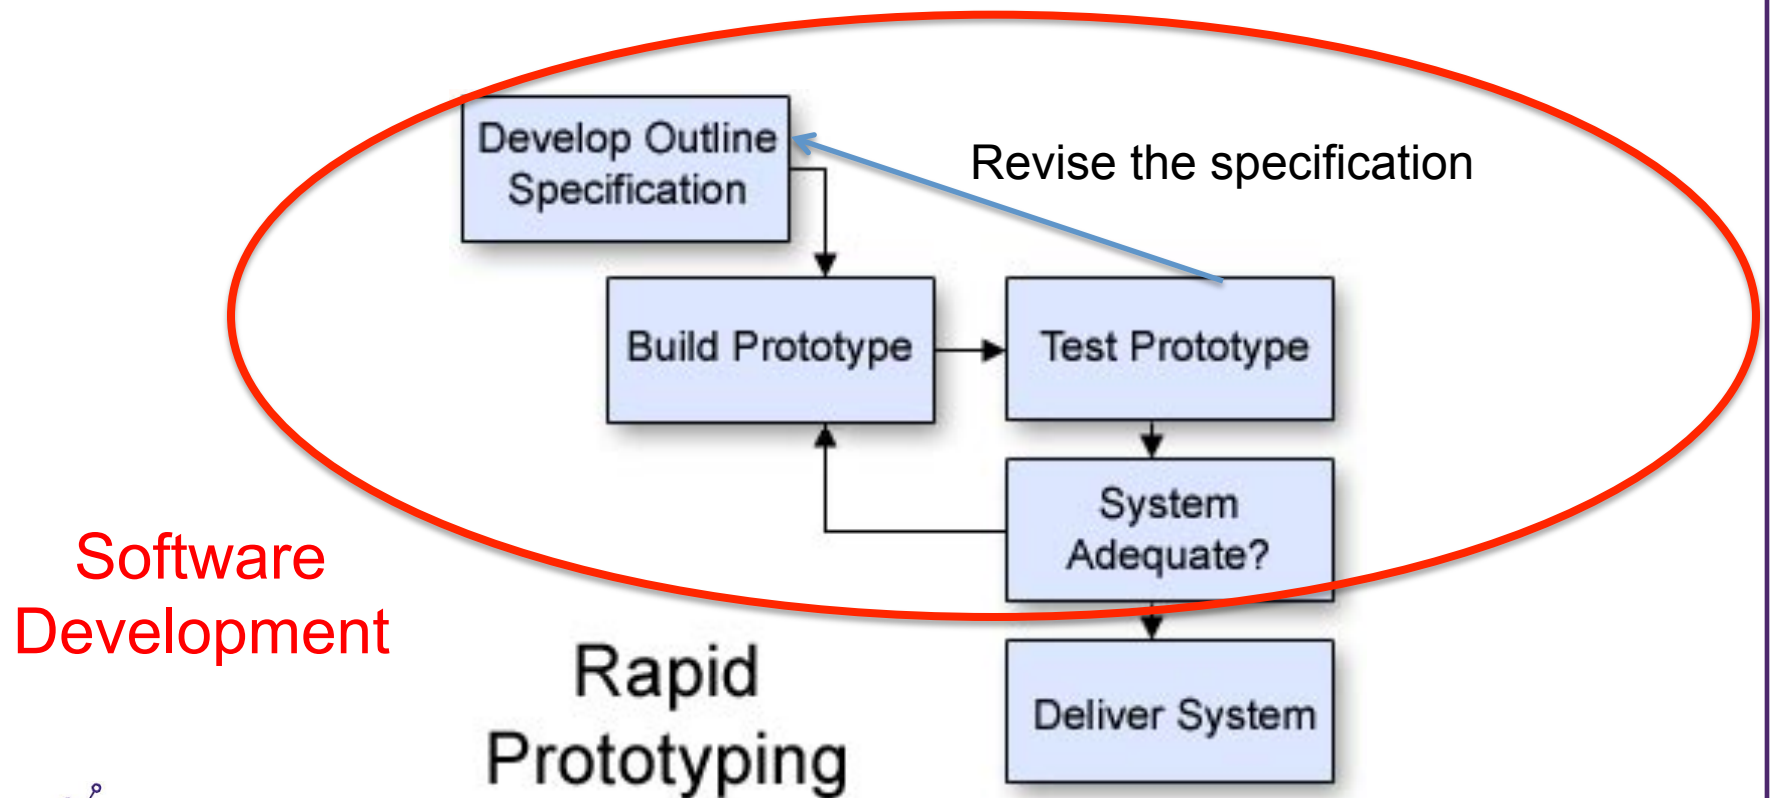 Develop Outline
Specification
Revise the specification
Build Prototype
Test Prototype
System
Adequate?
Software
Development
Rapid
Prototyping
Deliver System